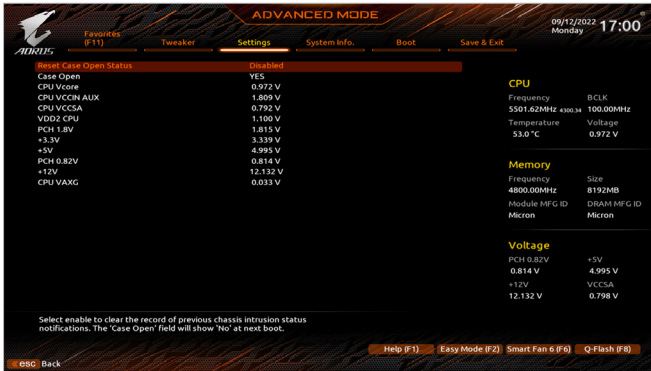 ADVANCED MODE
09/12/2022 17:00
Monday
AORUS
Favorites
(F11)
Tweaker
Settings
System Info.
Boot
Save & Exit
Reset Case Open Status Disabled
Case Open YES
CPU Vcore 0.972 V
CPU VCCIN AUX 1.809 V
CPU VCCSA 0.792 V
VDD2 CPU 1.100 V
PCH 1.8V 1.815 V
+3.3V 3.339 V
+5V 4.995 V
PCH 0.82V 0.814 V
+12V 12.132 V
CPU VAXG 0.033 V
CPU
Frequency BCLK
5501.62MHz 4300.34 100.00MHz
Temperature Voltage
53.0 °C 0.972 V
Memory
Frequency Size
4800.00MHz 8192MB
Module MFG ID DRAM MFG ID
Micron Micron
Voltage
PCH 0.82V +5V
0.814 V 4.995 V
+12V VCCSA
12.132 V 0.798 V
Select enable to clear the record of previous chassis intrusion status
notifications. The 'Case Open' field will show 'No' at next boot.
Help (F1) Easy Mode (F2) Smart Fan 6 (F6) Q-Flash (F8)
esc Back